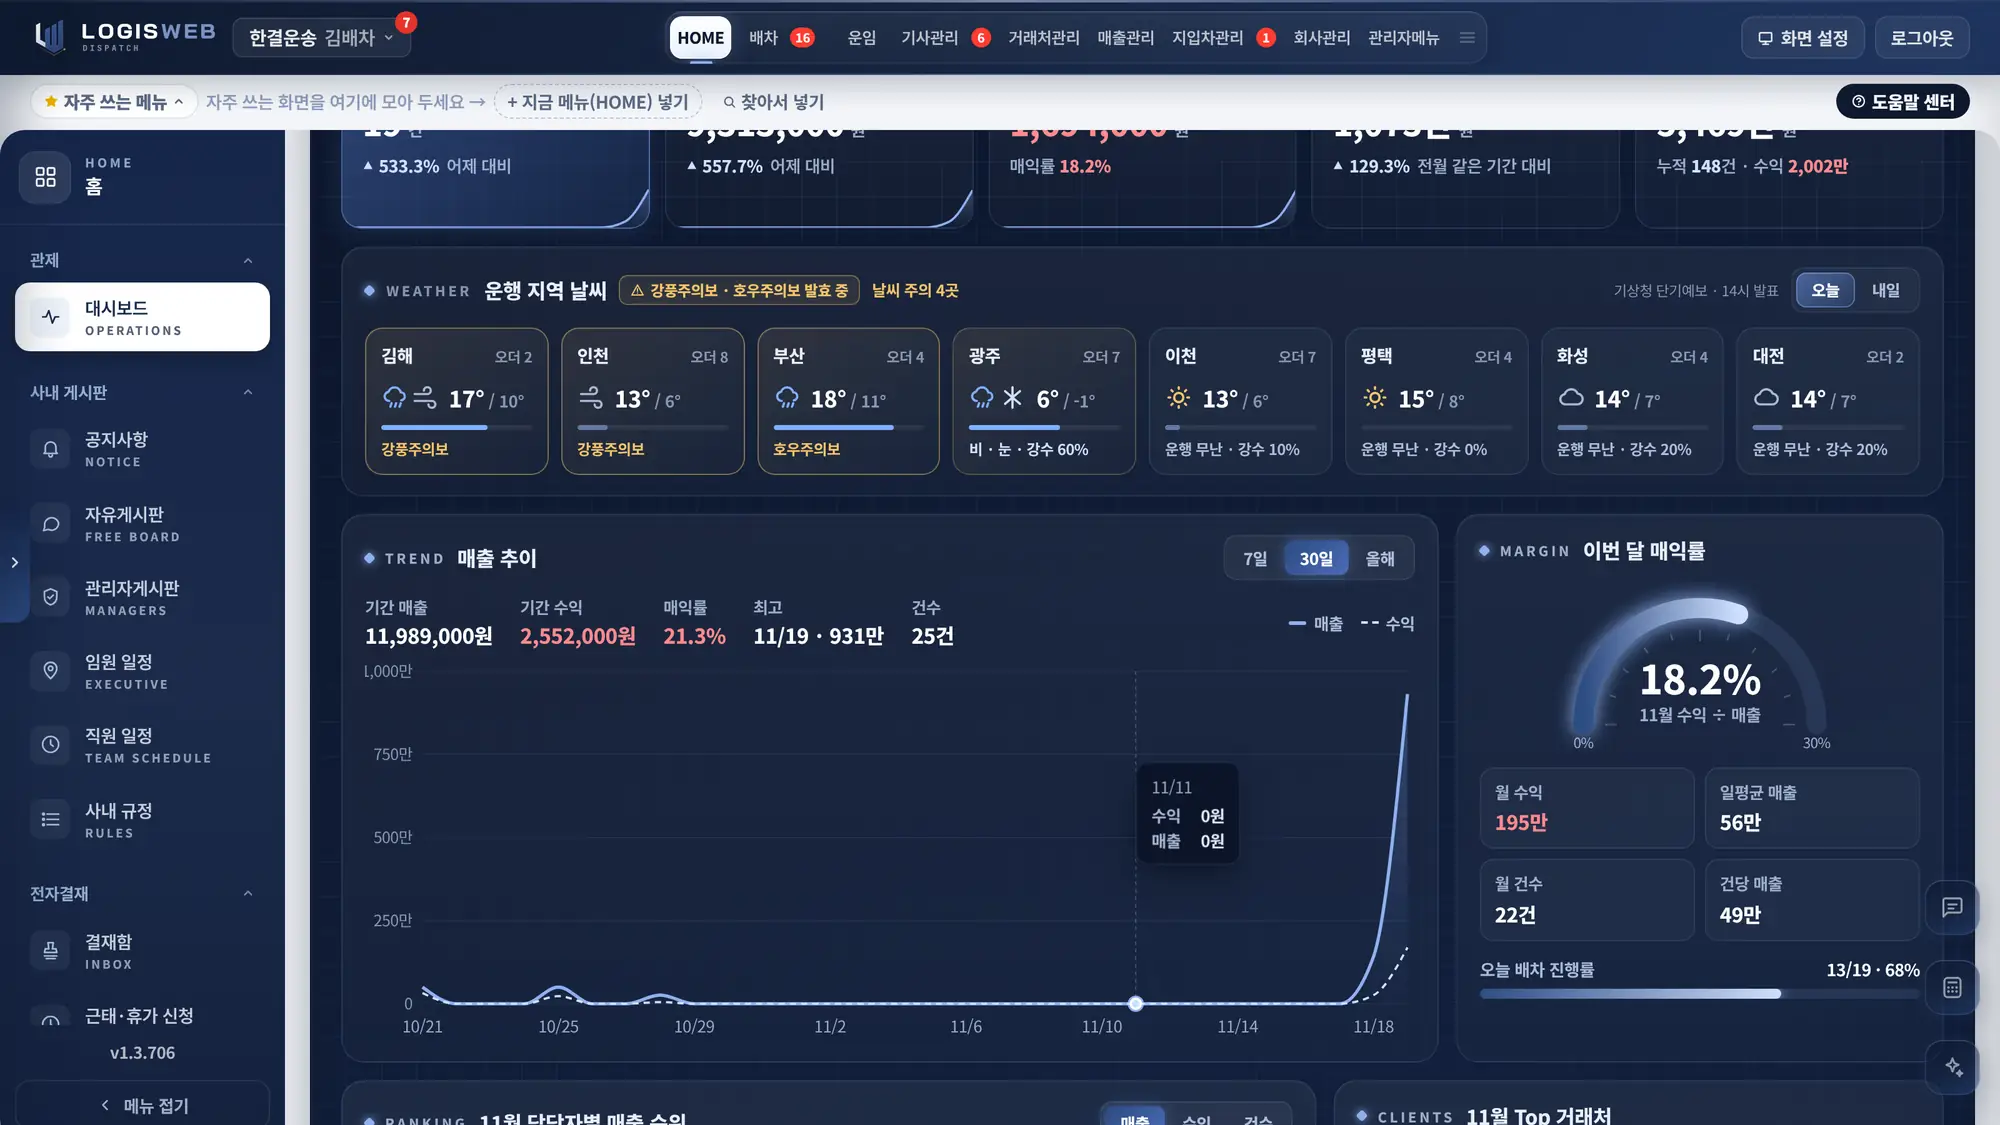 LOGISWEB
DISPATCH
한결운송 김배차
7
HOME
배차 16
운임
기사관리 6
거래처관리
매출관리
지입차관리 1
회사관리
관리자메뉴
화면 설정
로그아웃
자주 쓰는 메뉴
자주 쓰는 화면을 여기에 모아 두세요 →
+ 지금 메뉴(HOME) 넣기
찾아서 넣기
도움말 센터
HOME
홈
관제
대시보드
OPERATIONS
사내 게시판
공지사항
NOTICE
자유게시판
FREE BOARD
관리자게시판
MANAGERS
임원 일정
EXECUTIVE
직원 일정
TEAM SCHEDULE
사내 규정
RULES
전자결재
결재함
INBOX
근태·휴가 신청
v1.3.706
메뉴 접기
▲ 533.3% 어제 대비
▲ 557.7% 어제 대비
매익률 18.2%
▲ 129.3% 전월 같은 기간 대비
누적 148건 · 수익 2,002만
WEATHER 운행 지역 날씨
강풍주의보 · 호우주의보 발효 중
날씨 주의 4곳
기상청 단기예보 · 14시 발표
오늘
내일
김해 오더 2
17° / 10°
강풍주의보
인천 오더 8
13° / 6°
강풍주의보
부산 오더 4
18° / 11°
호우주의보
광주 오더 7
6° / -1°
비 · 눈 · 강수 60%
이천 오더 7
13° / 6°
운행 무난 · 강수 10%
평택 오더 4
15° / 8°
운행 무난 · 강수 0%
화성 오더 4
14° / 7°
운행 무난 · 강수 20%
대전 오더 2
14° / 7°
운행 무난 · 강수 20%
TREND 매출 추이
7일
30일
올해
기간 매출
11,989,000원
기간 수익
2,552,000원
매익률
21.3%
최고
11/19 · 931만
건수
25건
매출
수익
1,000만
750만
500만
250만
0
11/11
수익 0원
매출 0원
10/21
10/25
10/29
11/2
11/6
11/10
11/14
11/18
MARGIN 이번 달 매익률
18.2%
11월 수익 ÷ 매출
0%
30%
월 수익
195만
일평균 매출
56만
월 건수
22건
건당 매출
49만
오늘 배차 진행률
13/19 · 68%
RANKING 11월 담당자별 매출 순위
매출
수익
건수
CLIENTS 11월 Top 거래처